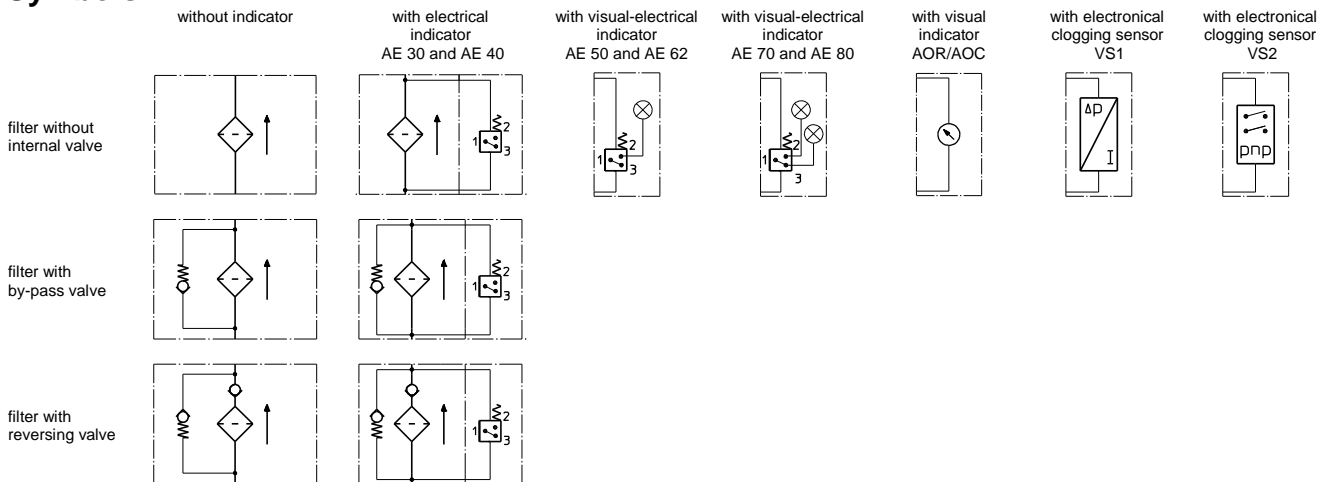 without indicator
with electrical
indicator
AE 30 and AE 40
with visual-electrical
indicator
AE 50 and AE 62
with visual-electrical
indicator
AE 70 and AE 80
with visual
indicator
AOR/AOC
with electronical
clogging sensor
VS1
with electronical
clogging sensor
VS2
filter without
internal valve
1 2 3
1 2 3
1 2 3
Δp
I
pnp
filter with
by-pass valve
1 2 3
filter with
reversing valve
1 2 3